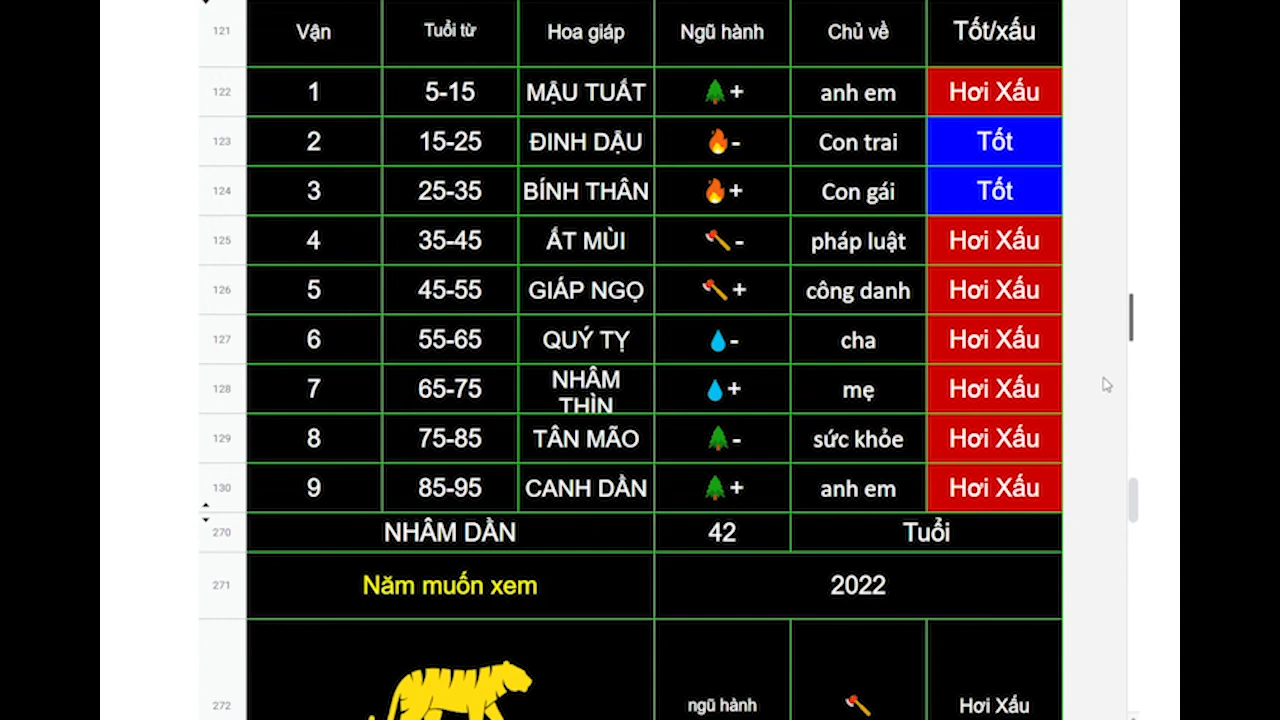 121 Vận Tuổi từ Hoa giáp Ngũ hành Chủ về Tốt/xấu
122 1 5-15 MẬU TUẤT + anh em Hơi Xấu
123 2 15-25 ĐINH DẬU - Con trai Tốt
124 3 25-35 BÍNH THÂN + Con gái Tốt
125 4 35-45 ẤT MÙI - pháp luật Hơi Xấu
126 5 45-55 GIÁP NGỌ + công danh Hơi Xấu
127 6 55-65 QUÝ TỴ - cha Hơi Xấu
128 7 65-75 NHÂM THÌN + mẹ Hơi Xấu
129 8 75-85 TÂN MÃO - sức khỏe Hơi Xấu
130 9 85-95 CANH DẦN + anh em Hơi Xấu
270 NHÂM DẦN 42 Tuổi
271 Năm muốn xem 2022
272 ngũ hành Hơi Xấu